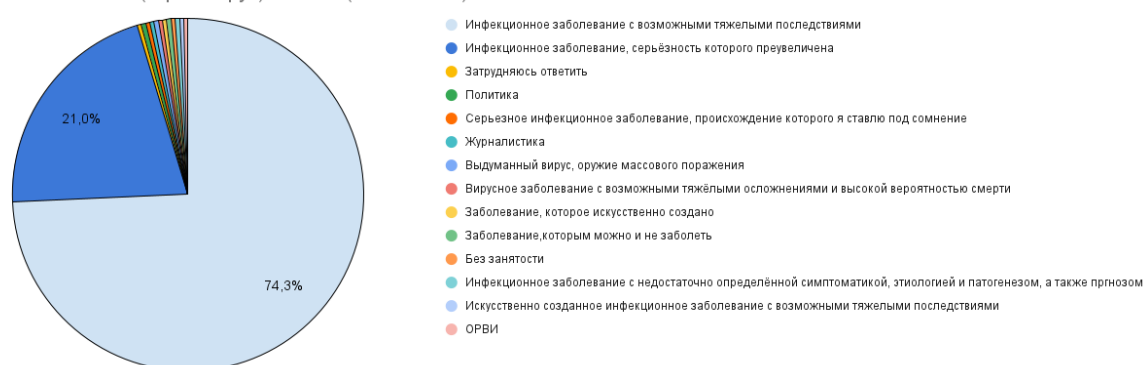 Инфекционное заболевание с возможными тяжелыми последствиями
Инфекционное заболевание, серьёзность которого преувеличена
Затрудняюсь ответить
Политика
Серьезное инфекционное заболевание, происхождение которого я ставлю под сомнение
Журналистика
Выдуманный вирус, оружие массового поражения
Вирусное заболевание с возможными тяжёлыми осложнениями и высокой вероятностью смерти
Заболевание, которое искусственно создано
Заболевание,которым можно и не заболеть
Без занятости
Инфекционное заболевание с недостаточно определённой симптоматикой, этиологией и патогенезом, а также пргнозом
Искусственно созданное инфекционное заболевание с возможными тяжелыми последствиями
ОРВИ
21,0%
74,3%